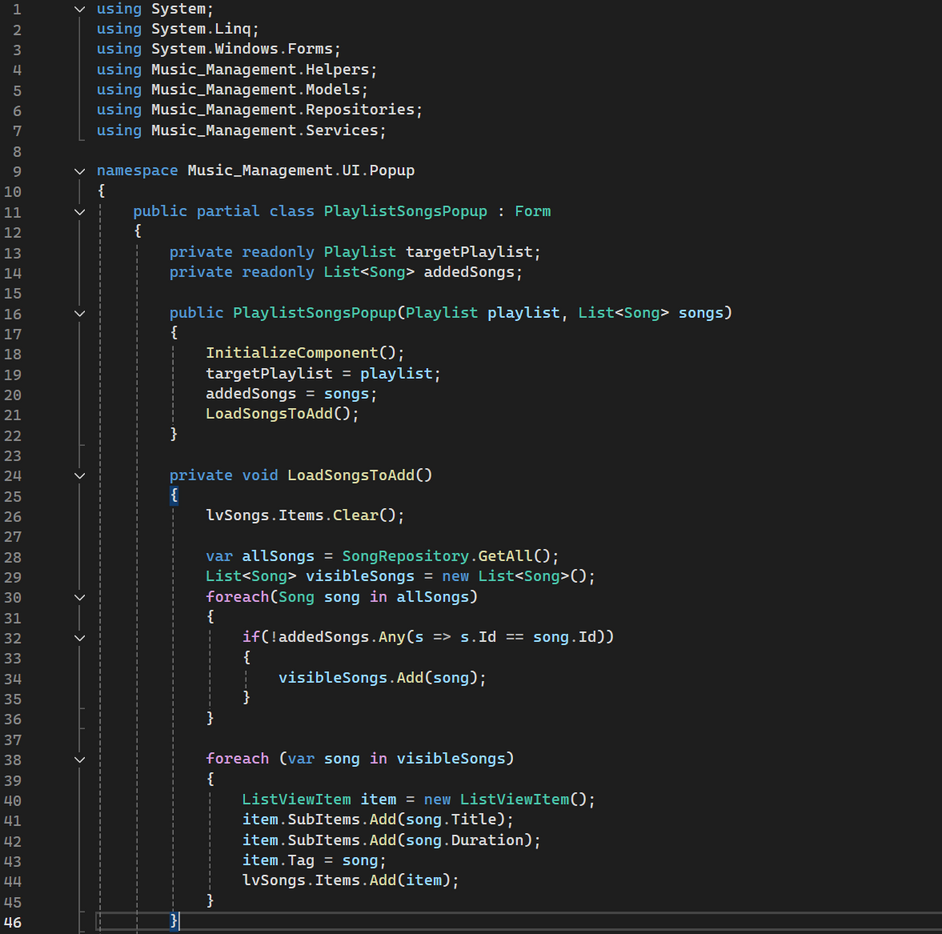 1 using System;
2 using System.Linq;
3 using System.Windows.Forms;
4 using Music_Management.Helpers;
5 using Music_Management.Models;
6 using Music_Management.Repositories;
7 using Music_Management.Services;
8
9 namespace Music_Management.UI.Popup
10 {
11     public partial class PlaylistSongsPopup : Form
12     {
13         private readonly Playlist targetPlaylist;
14         private readonly List<Song> addedSongs;
15
16         public PlaylistSongsPopup(Playlist playlist, List<Song> songs)
17         {
18             InitializeComponent();
19             targetPlaylist = playlist;
20             addedSongs = songs;
21             LoadSongsToAdd();
22         }
23
24         private void LoadSongsToAdd()
25         {
26             lvSongs.Items.Clear();
27
28             var allSongs = SongRepository.GetAll();
29             List<Song> visibleSongs = new List<Song>();
30             foreach(Song song in allSongs)
31             {
32                 if(!addedSongs.Any(s => s.Id == song.Id))
33                 {
34                     visibleSongs.Add(song);
35                 }
36             }
37
38             foreach (var song in visibleSongs)
39             {
40                 ListViewItem item = new ListViewItem();
41                 item.SubItems.Add(song.Title);
42                 item.SubItems.Add(song.Duration);
43                 item.Tag = song;
44                 lvSongs.Items.Add(item);
45             }
46         }